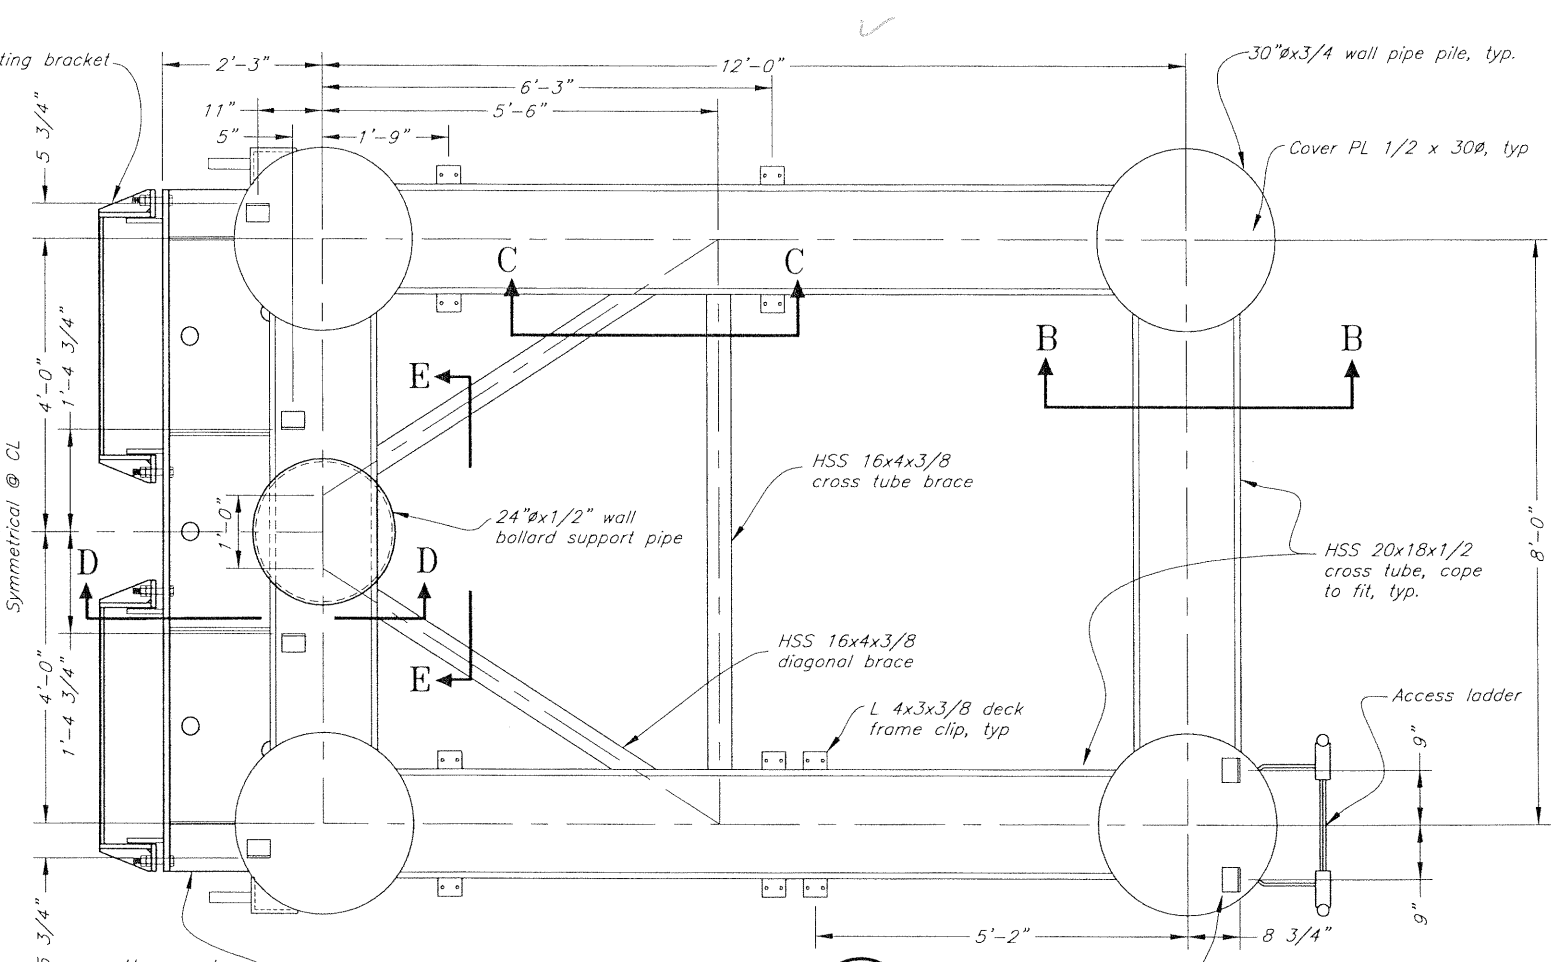 ting bracket
2'-3"
12'-0"
30"øx3/4 wall pipe pile, typ.
6'-3"
11"
5'-6"
5 3/4"
5"
1'-9"
Cover PL 1/2 x 30ø, typ
C
C
B
B
E
4'-0"
1'-4 3/4"
Symmetrical @ CL
HSS 16x4x3/8
cross tube brace
1'-0"
24"øx1/2" wall
bollard support pipe
8'-0"
D
D
HSS 20x18x1/2
cross tube, cope
to fit, typ.
HSS 16x4x3/8
diagonal brace
E
4'-0"
1'-4 3/4"
L 4x3x3/8 deck
frame clip, typ
Access ladder
9"
9"
3/4"
5'-2"
8 3/4"